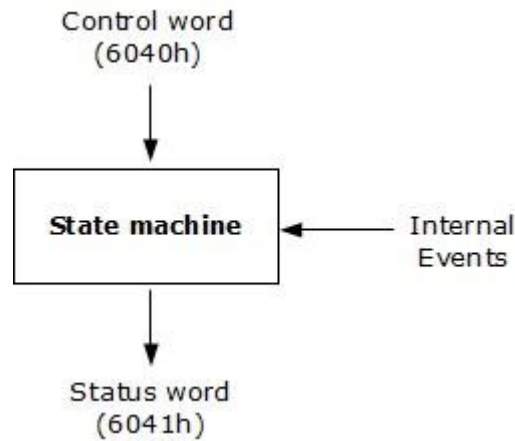 Control word
(6040h)
State machine
Internal
Events
Status word
(6041h)